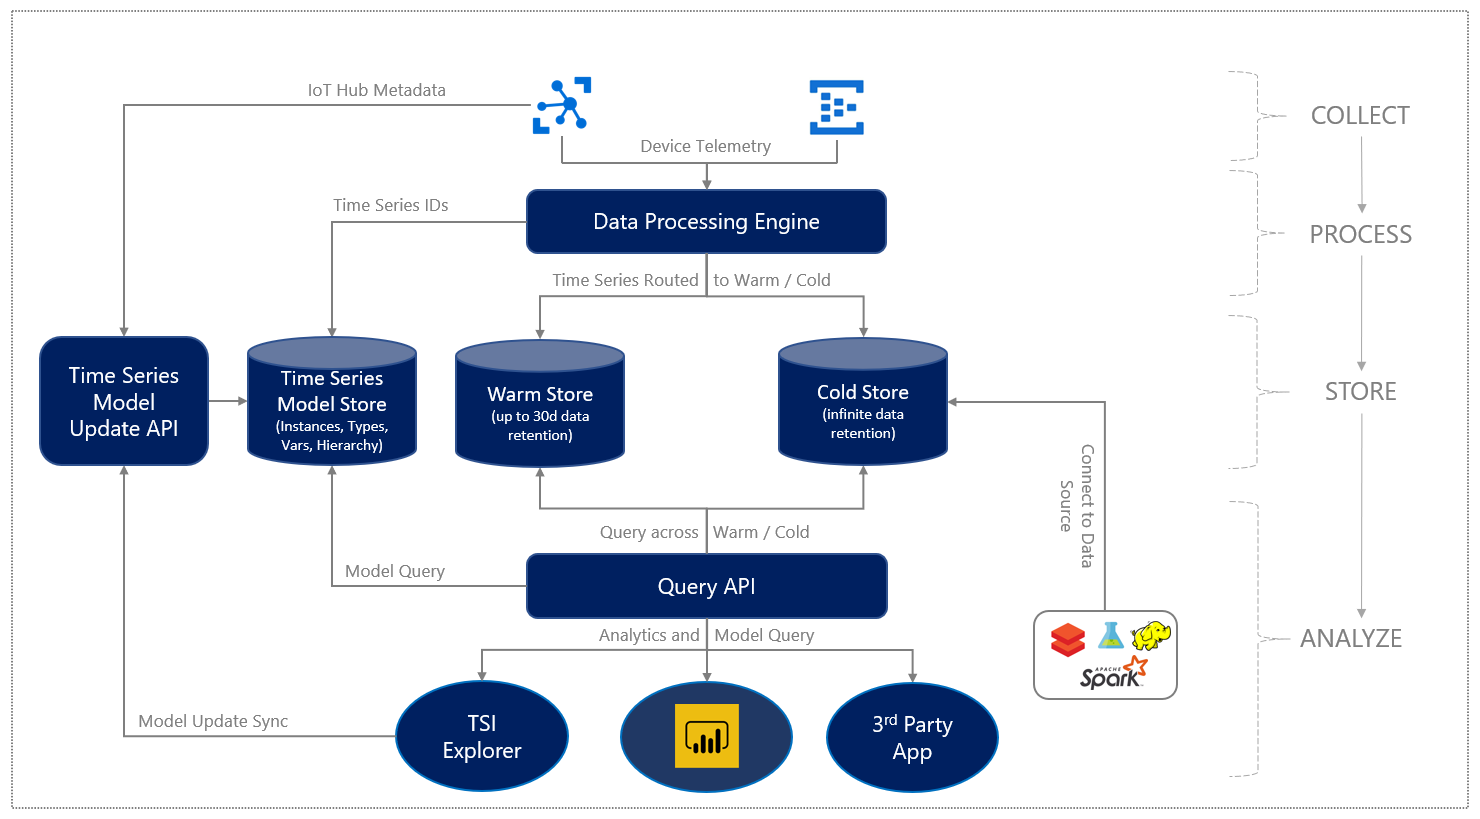 IoT Hub Metadata
COLLECT
Device Telemetry
Time Series IDs
Data Processing Engine
PROCESS
Time Series Routed to Warm / Cold
Time Series
Model
Update API
Time Series
Model Store
(Instances, Types,
Vars, Hierarchy)
Warm Store
(up to 30d data
retention)
Cold Store
(infinite data
retention)
STORE
Connect to Data
Source
Query across Warm / Cold
Model Query
Query API
Analytics and Model Query
ANALYZE
APACHE
Spark
Model Update Sync
TSI
Explorer
3rd Party
App